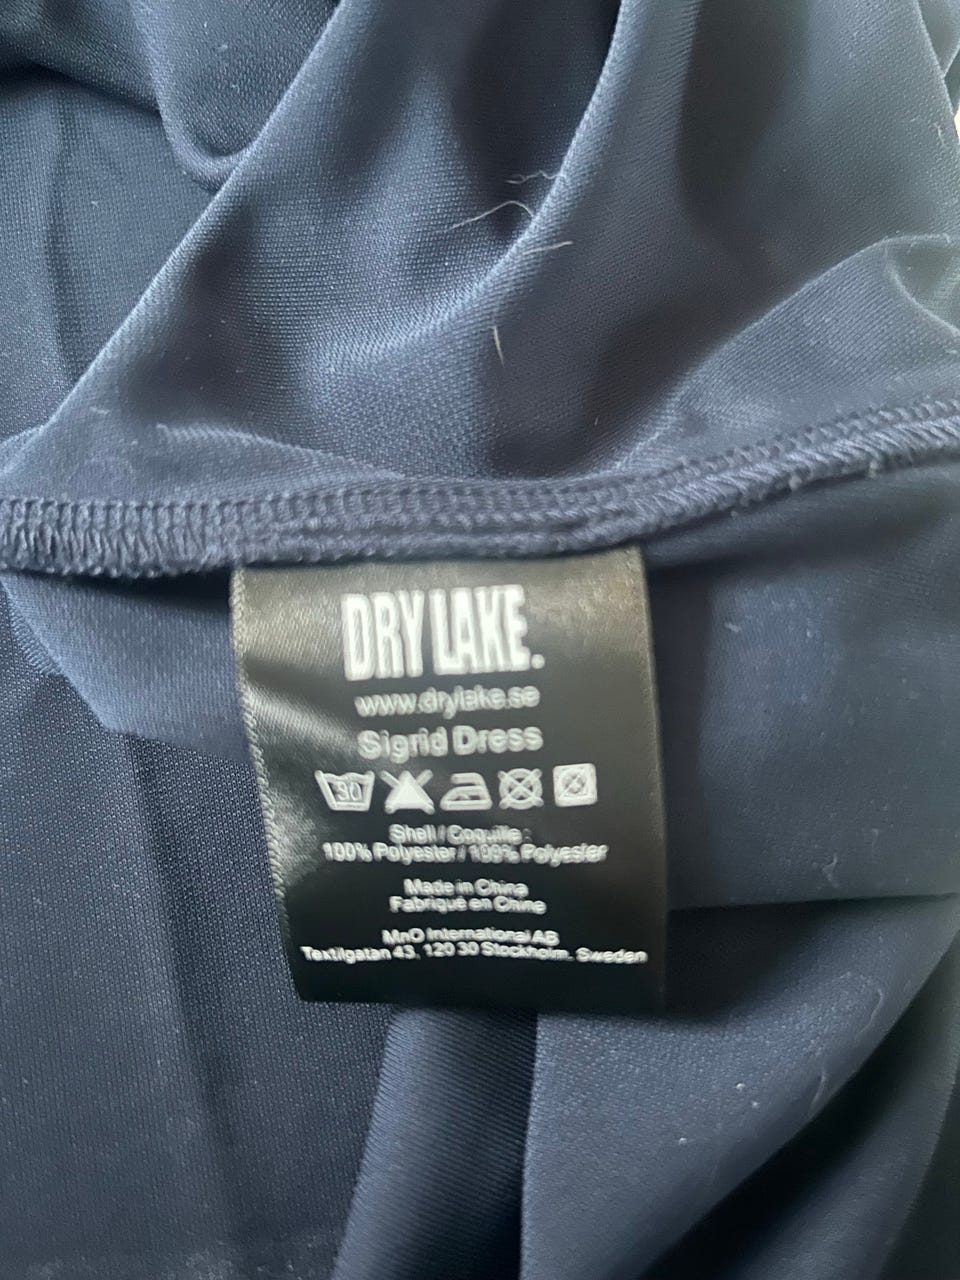 DRY LAKE.
www.drylake.se
Sigrid Dress
30
Shell / Coquille :
100% Polyester / 100% Polyester
Made in China
Fabriqué en Chine
MnO International AB
Textilgatan 43, 120 30 Stockholm. Sweden